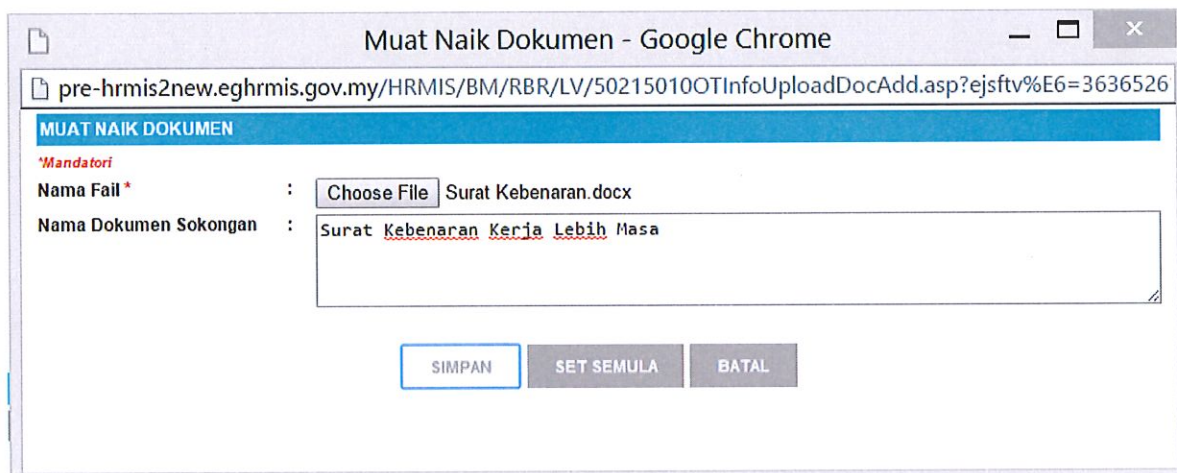 Muat Naik Dokumen - Google Chrome
pre-hrmis2new.eghrmis.gov.my/HRMIS/BM/RBR/LV/50215010OTInfoUploadDocAdd.asp?ejsftv%E6=3636526
MUAT NAIK DOKUMEN
*Mandatori
Nama Fail * : Choose File Surat Kebenaran.docx
Nama Dokumen Sokongan : Surat Kebenaran Kerja Lebih Masa
SIMPAN SET SEMULA BATAL